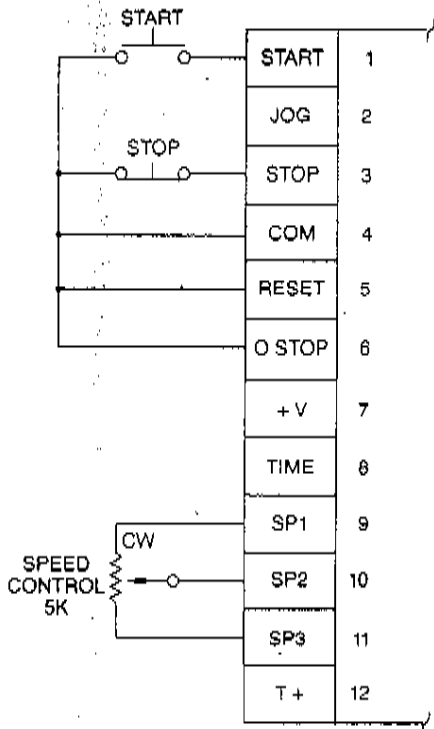 START
START 1
JOG 2
STOP
STOP 3
COM 4
RESET 5
O STOP 6
+ V 7
TIME 8
SP1 9
CW
SPEED
CONTROL
5K
SP2 10
SP3 11
T + 12